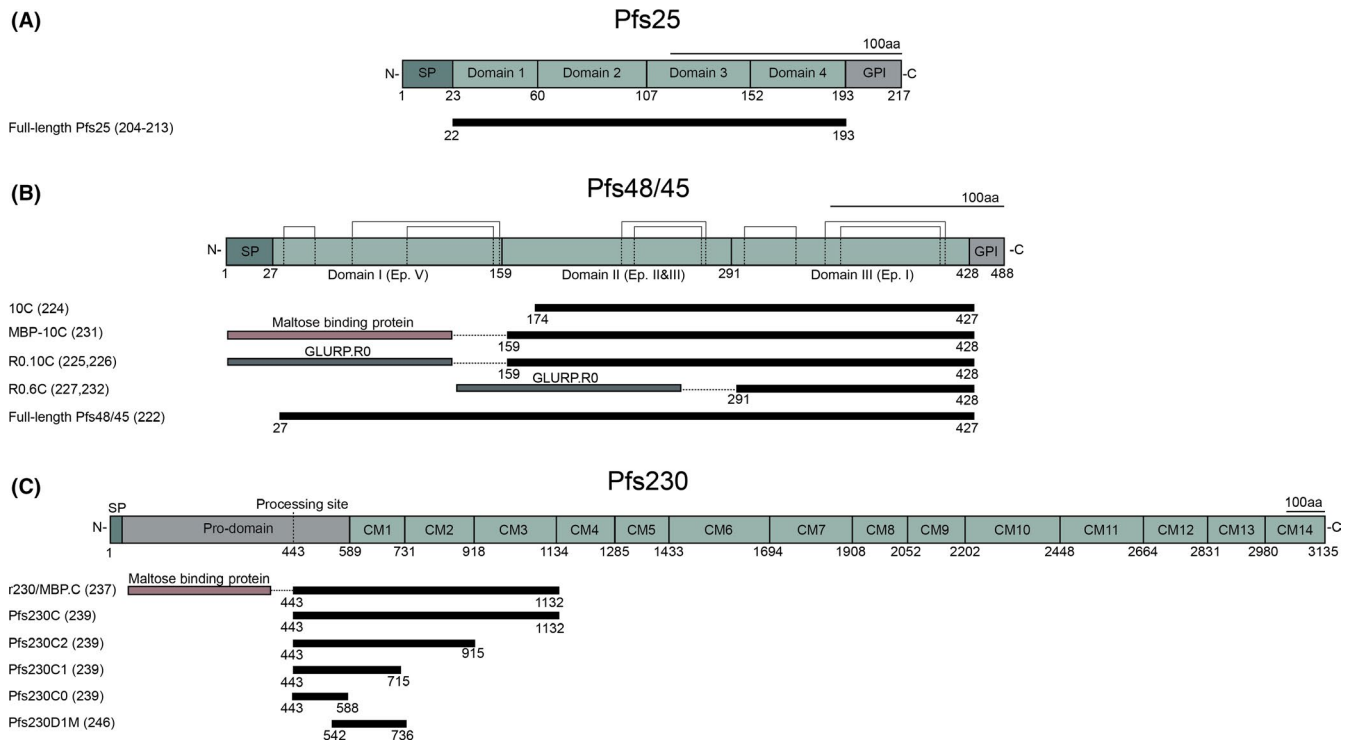 (A)
Pfs25
100aa
N- SP Domain 1 Domain 2 Domain 3 Domain 4 GPI -C
1 23 60 107 152 193 217
Full-length Pfs25 (204-213)
22 193
(B)
Pfs48/45
100aa
N- SP GPI -C
1 27 Domain I (Ep. V) 159 Domain II (Ep. II&III) 291 Domain III (Ep. I) 428 488
10C (224)
174 427
Maltose binding protein
MBP-10C (231)
159 428
GLURP.R0
R0.10C (225,226)
159 428
GLURP.R0
R0.6C (227,232)
291 428
Full-length Pfs48/45 (222)
27 427
(C)
Pfs230
SP Processing site 100aa
N- Pro-domain CM1 CM2 CM3 CM4 CM5 CM6 CM7 CM8 CM9 CM10 CM11 CM12 CM13 CM14 -C
1 443 589 731 918 1134 1285 1433 1694 1908 2052 2202 2448 2664 2831 2980 3135
Maltose binding protein
r230/MBP.C (237)
443 1132
Pfs230C (239)
443 1132
Pfs230C2 (239)
443 915
Pfs230C1 (239)
443 715
Pfs230C0 (239)
443 588
Pfs230D1M (246)
542 736